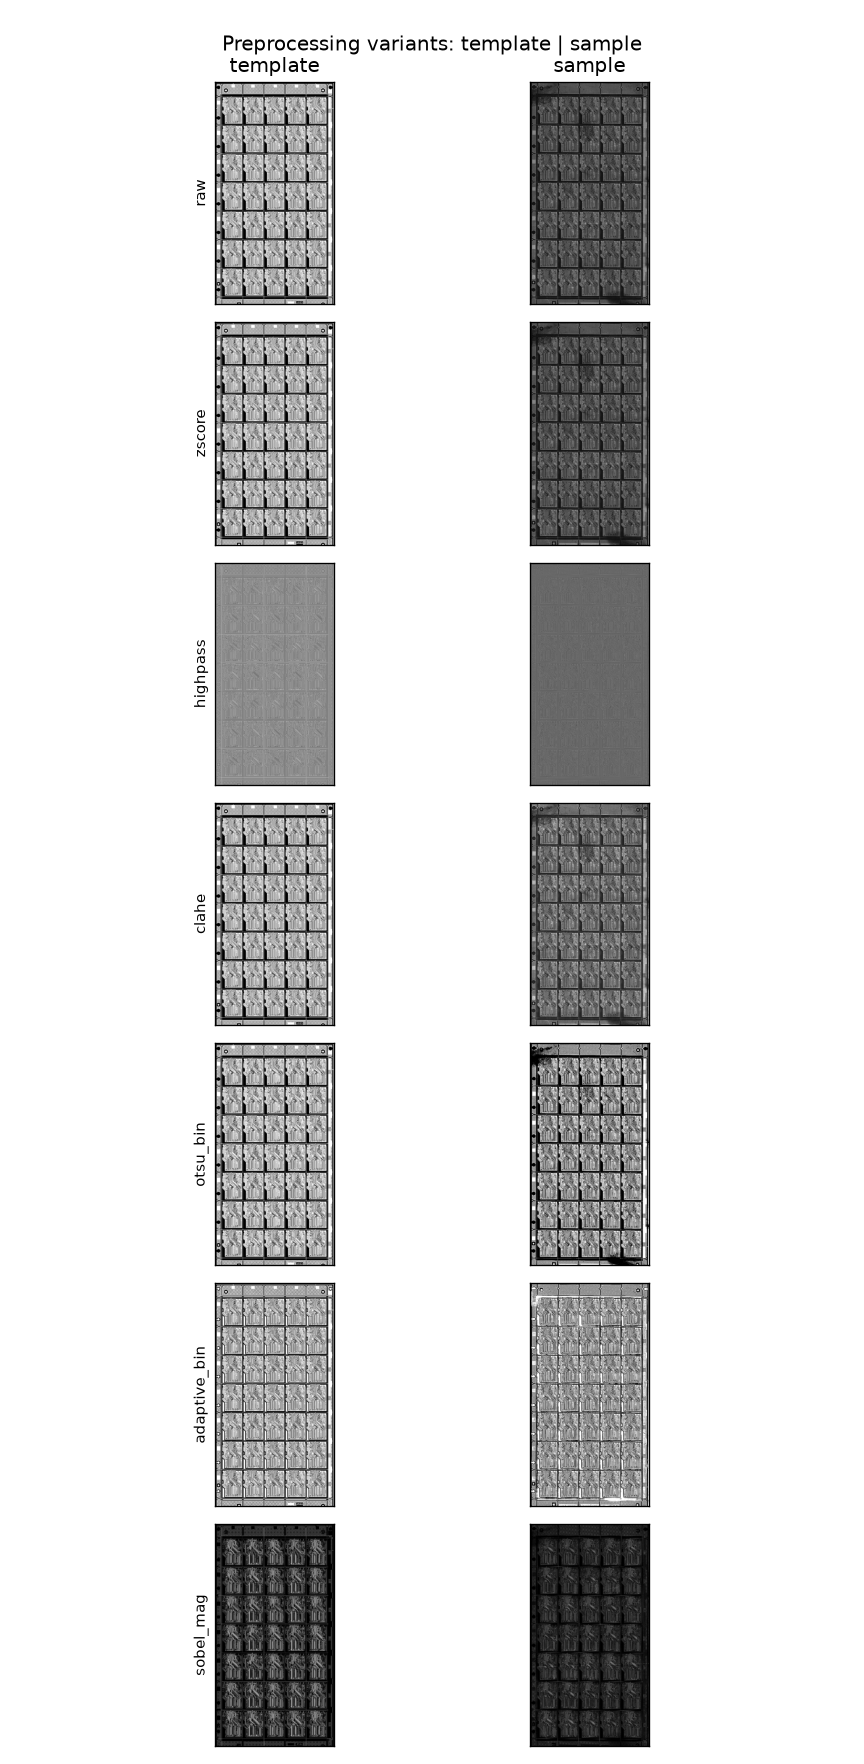 Preprocessing variants: template | sample
template sample
raw
zscore
highpass
clahe
otsu_bin
adaptive_bin
sobel_mag